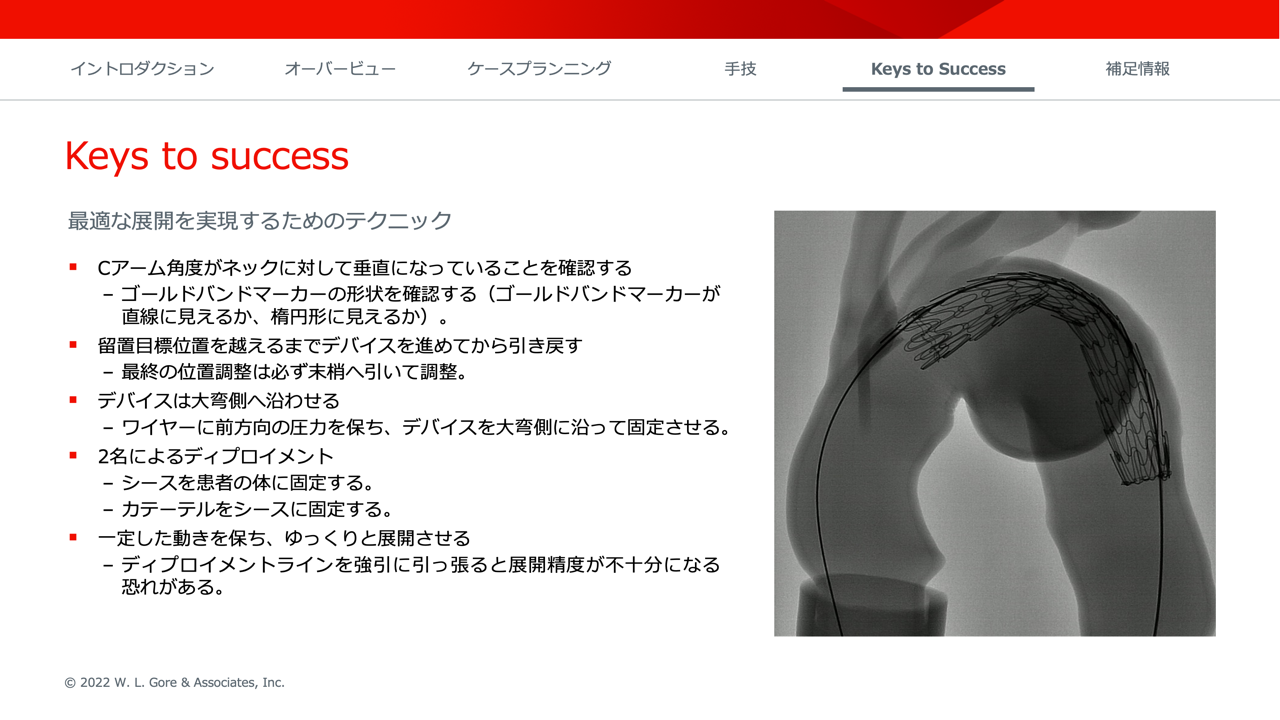 イントロダクション
オーバービュー
ケースプランニング
手技
Keys to Success
補足情報
Keys to success
最適な展開を実現するためのテクニック
▪ Cアーム角度がネックに対して垂直になっていることを確認する
– ゴールドバンドマーカーの形状を確認する（ゴールドバンドマーカーが
直線に見えるか、楕円形に見えるか）。
▪ 留置目標位置を越えるまでデバイスを進めてから引き戻す
– 最終の位置調整は必ず末梢へ引いて調整。
▪ デバイスは大弯側へ沿わせる
– ワイヤーに前方向の圧力を保ち、デバイスを大弯側に沿って固定させる。
▪ 2名によるディプロイメント
– シースを患者の体に固定する。
– カテーテルをシースに固定する。
▪ 一定した動きを保ち、ゆっくりと展開させる
– ディプロイメントラインを強引に引っ張ると展開精度が不十分になる
恐れがある。
© 2022 W. L. Gore & Associates, Inc.